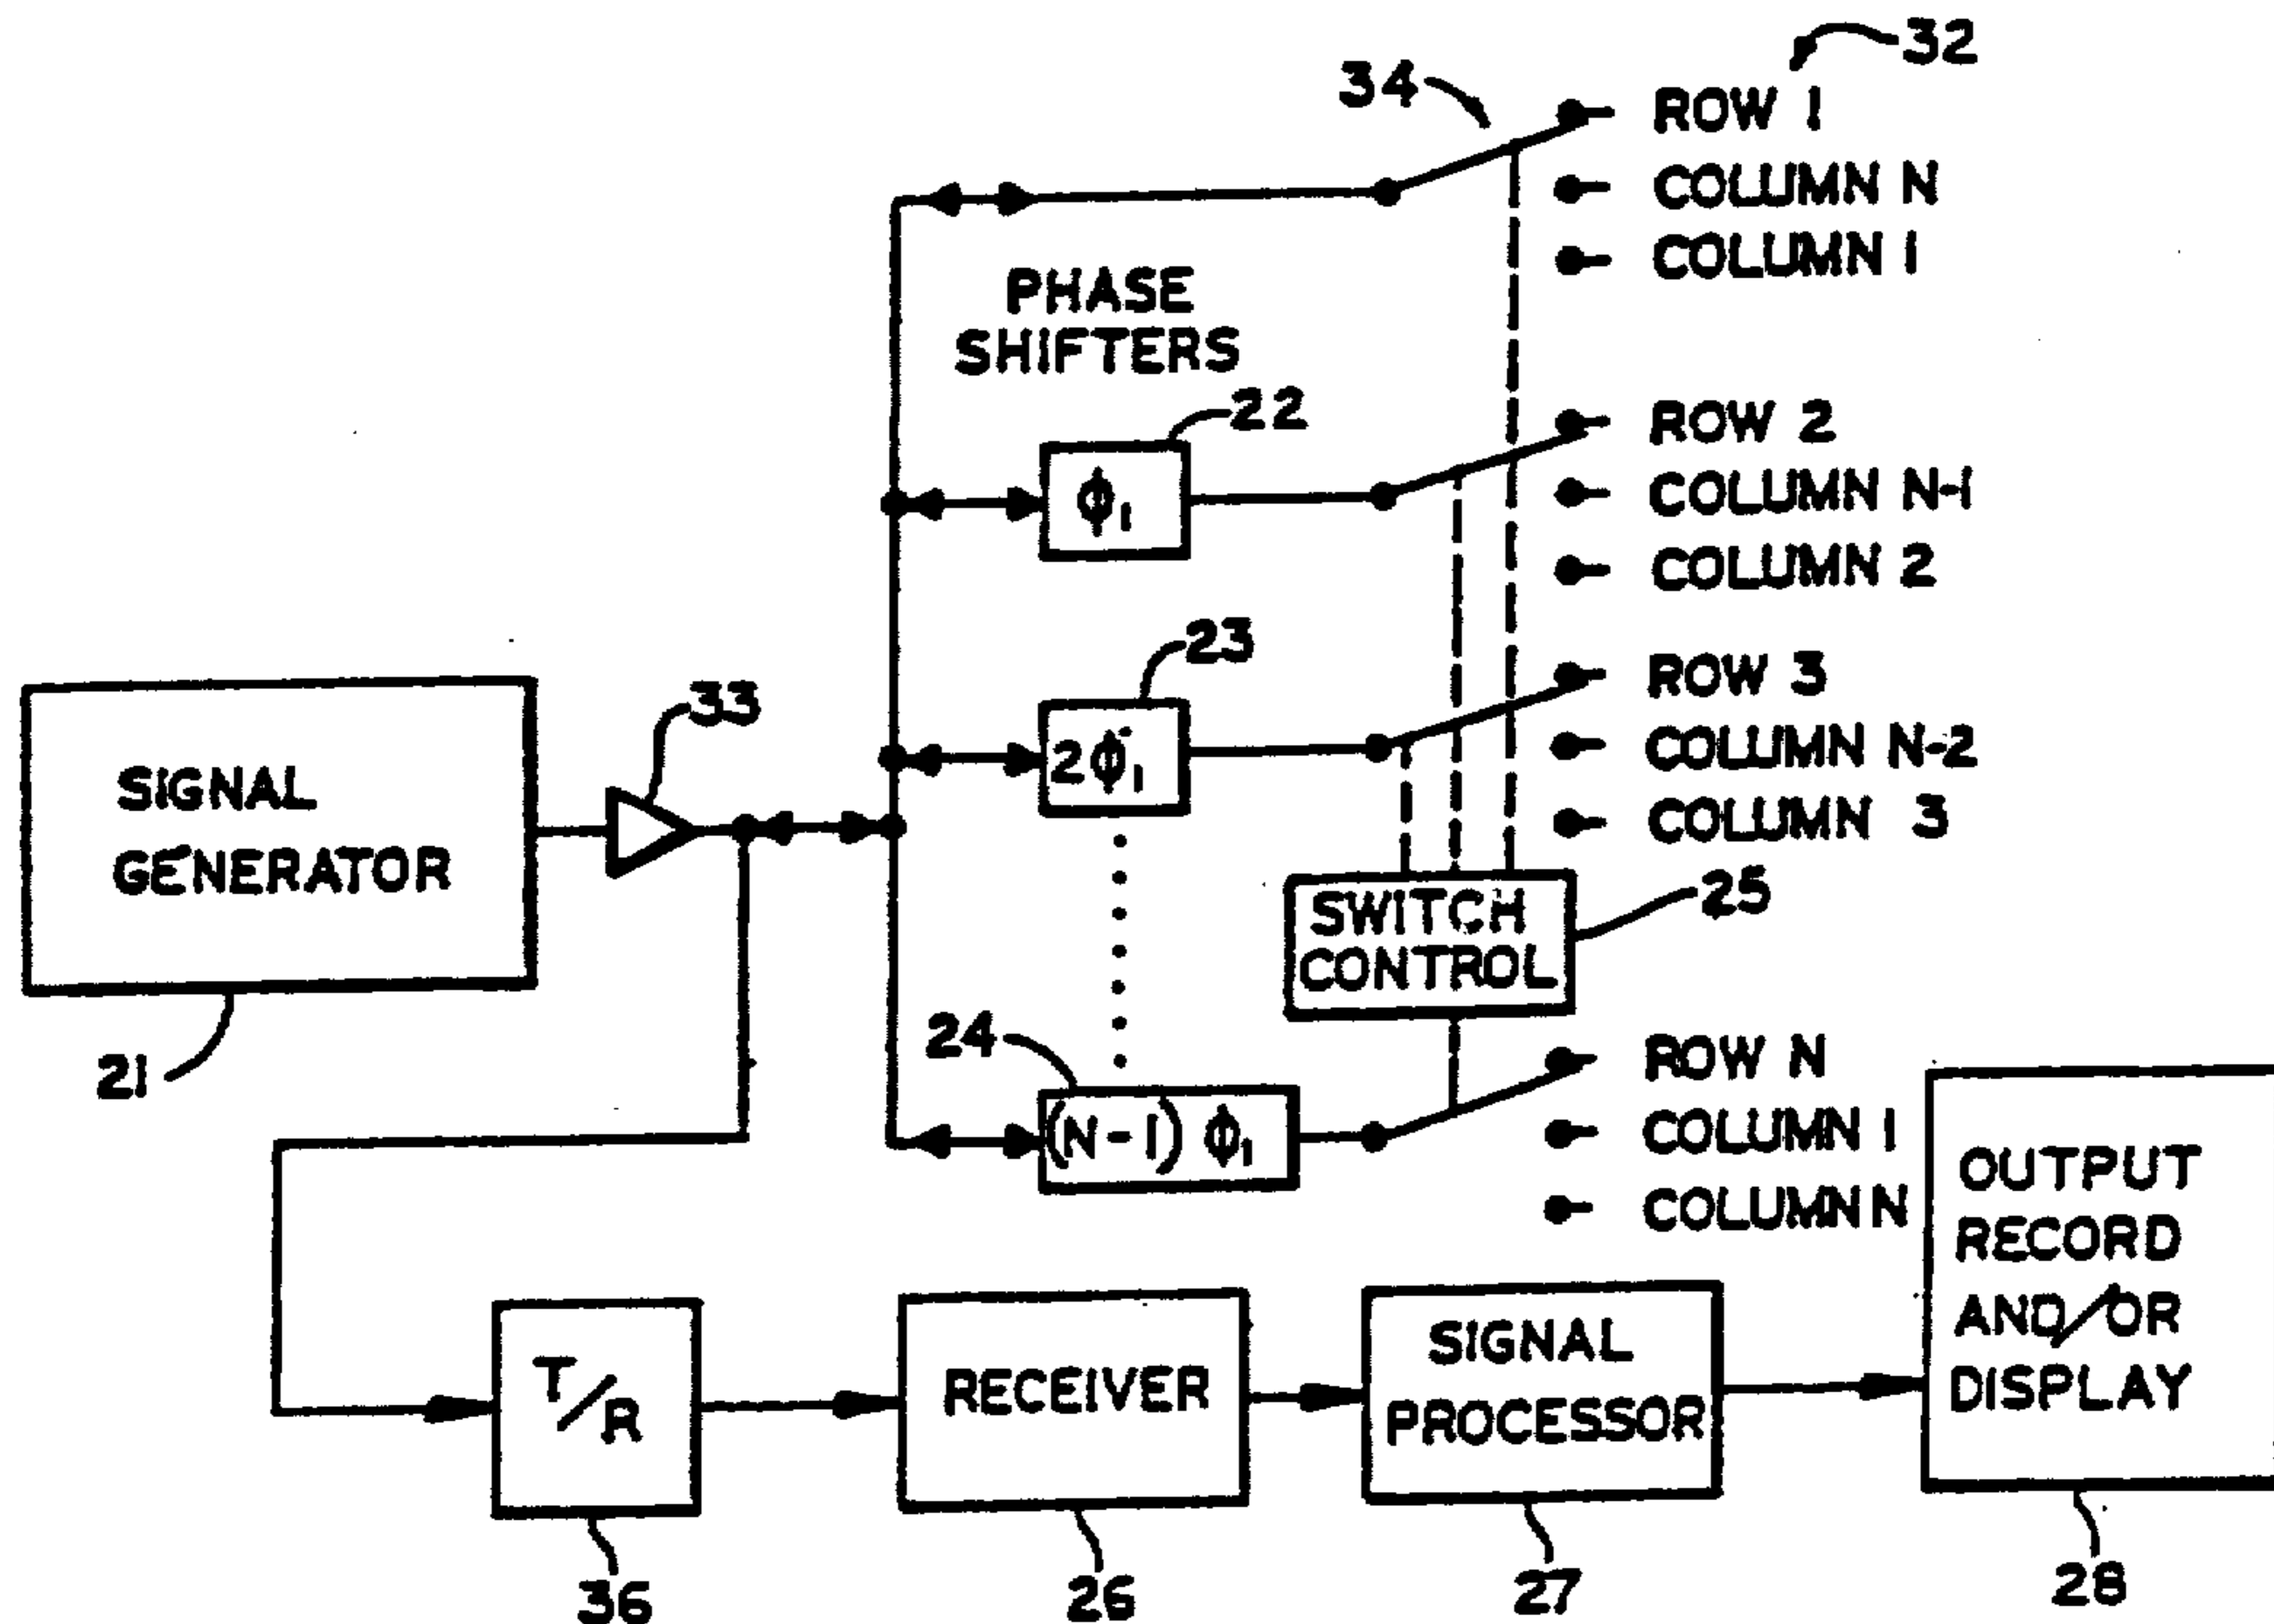 32
34
ROW 1
COLUMN N
COLUMN 1
PHASE
SHIFTERS
22
ϕ₁
ROW 2
COLUMN N-1
COLUMN 2
23
2ϕ₁
ROW 3
COLUMN N-2
COLUMN 3
33
SIGNAL
GENERATOR
21
SWITCH
CONTROL
25
24
(N-1) ϕ₁
ROW N
COLUMN 1
COLUMN N
T/R
36
RECEIVER
26
SIGNAL
PROCESSOR
27
OUTPUT
RECORD
AND/OR
DISPLAY
28